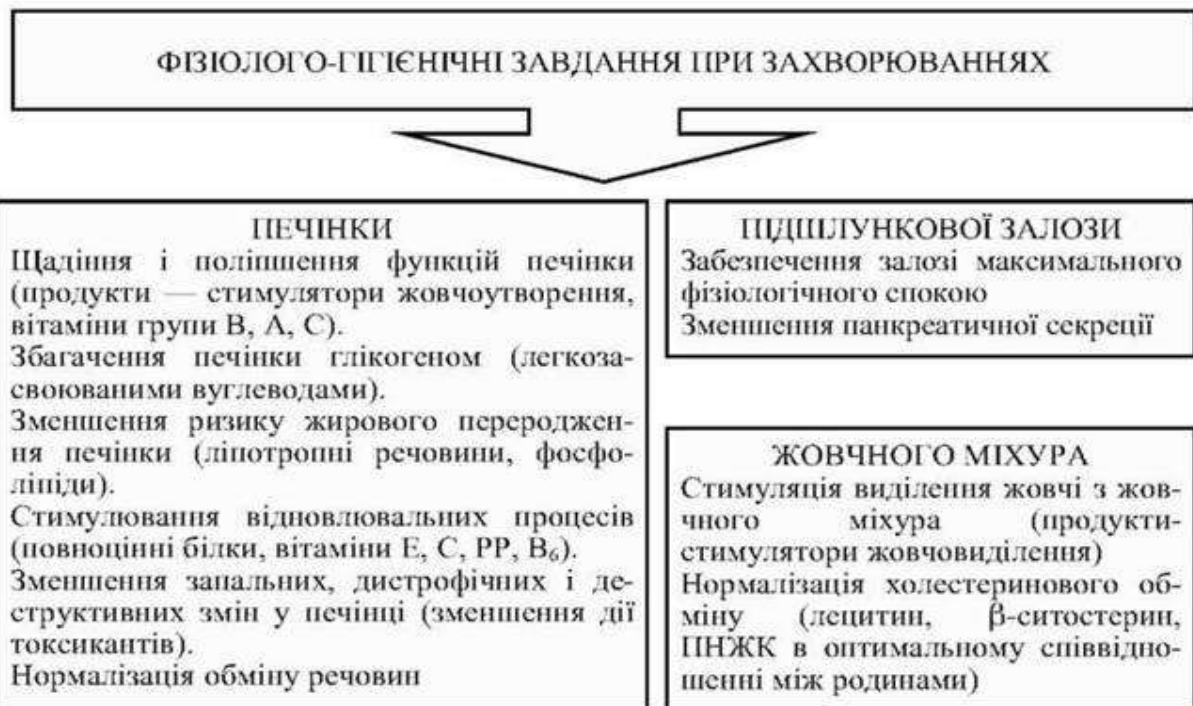 ФІЗІОЛОГО-ГІГІЄНІЧНІ ЗАВДАННЯ ПРИ ЗАХВОРЮВАННЯХ
ПЕЧІНКИ
Щадіння і поліпшення функцій печінки
(продукти — стимулятори жовчоутворення,
вітаміни групи В, А, С).
Збагачення печінки глікогеном (легкоза-
своюваними вуглеводами).
Зменшення ризику жирового перероджен-
ня печінки (ліпотропні речовини, фосфо-
ліпіди).
Стимулювання відновлювальних процесів
(повноцінні білки, вітаміни Е, С, РР, В₆).
Зменшення запальних, дистрофічних і де-
структивних змін у печінці (зменшення дії
токсикантів).
Нормалізація обміну речовин
ПІДШЛУНКОВОЇ ЗАЛОЗИ
Забезпечення залозі максимального
фізіологічного спокою
Зменшення панкреатичної секреції
ЖОВЧНОГО МІХУРА
Стимуляція виділення жовчі з жов-
чного міхура (продукти-
стимулятори жовчовиділення)
Нормалізація холестеринового об-
міну (лецитин, β-ситостерин,
ПНЖК в оптимальному співвідно-
шенні між родинами)